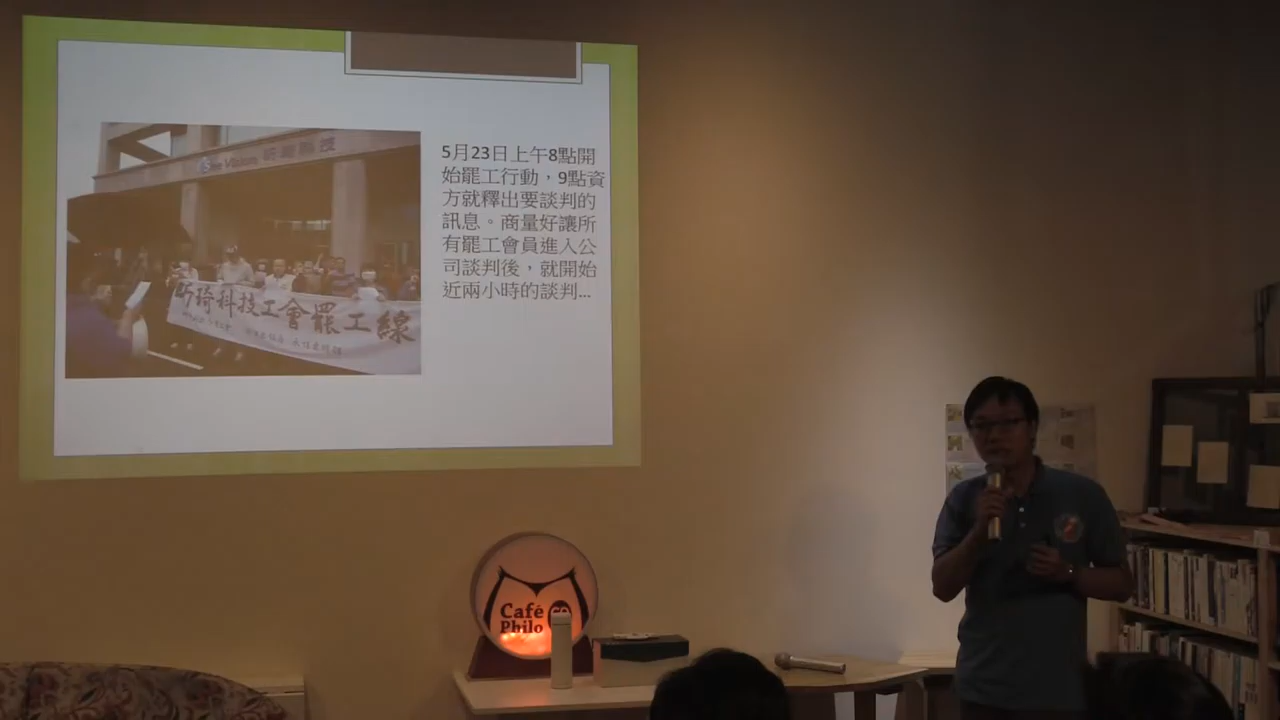 5月23日上午8點開
始罷工行動，9點資
方就釋出要談判的
訊息。商量好讓所
有罷工會員進入公
司談判後，就開始
近兩小時的談判...
昕琦科技工會罷工線
Café
Philo